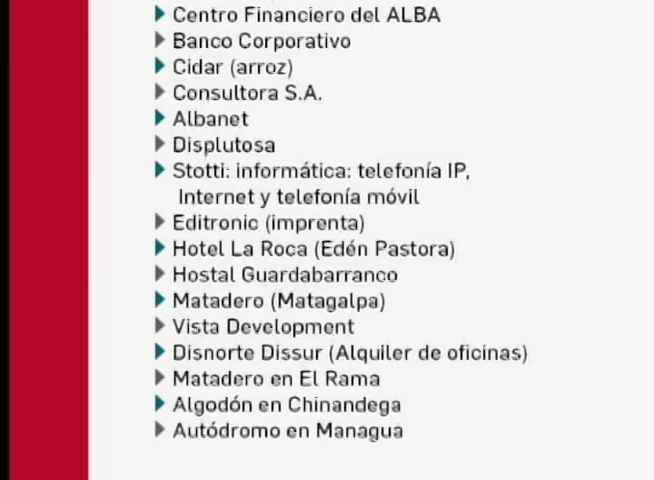 Centro Financiero del ALBA
Banco Corporativo
Cidar (arroz)
Consultora S.A.
Albanet
Displutosa
Stotti: informática: telefonía IP,
Internet y telefonía móvil
Editronic (imprenta)
Hotel La Roca (Edén Pastora)
Hostal Guardabarranco
Matadero (Matagalpa)
Vista Development
Disnorte Dissur (Alquiler de oficinas)
Matadero en El Rama
Algodón en Chinandega
Autódromo en Managua